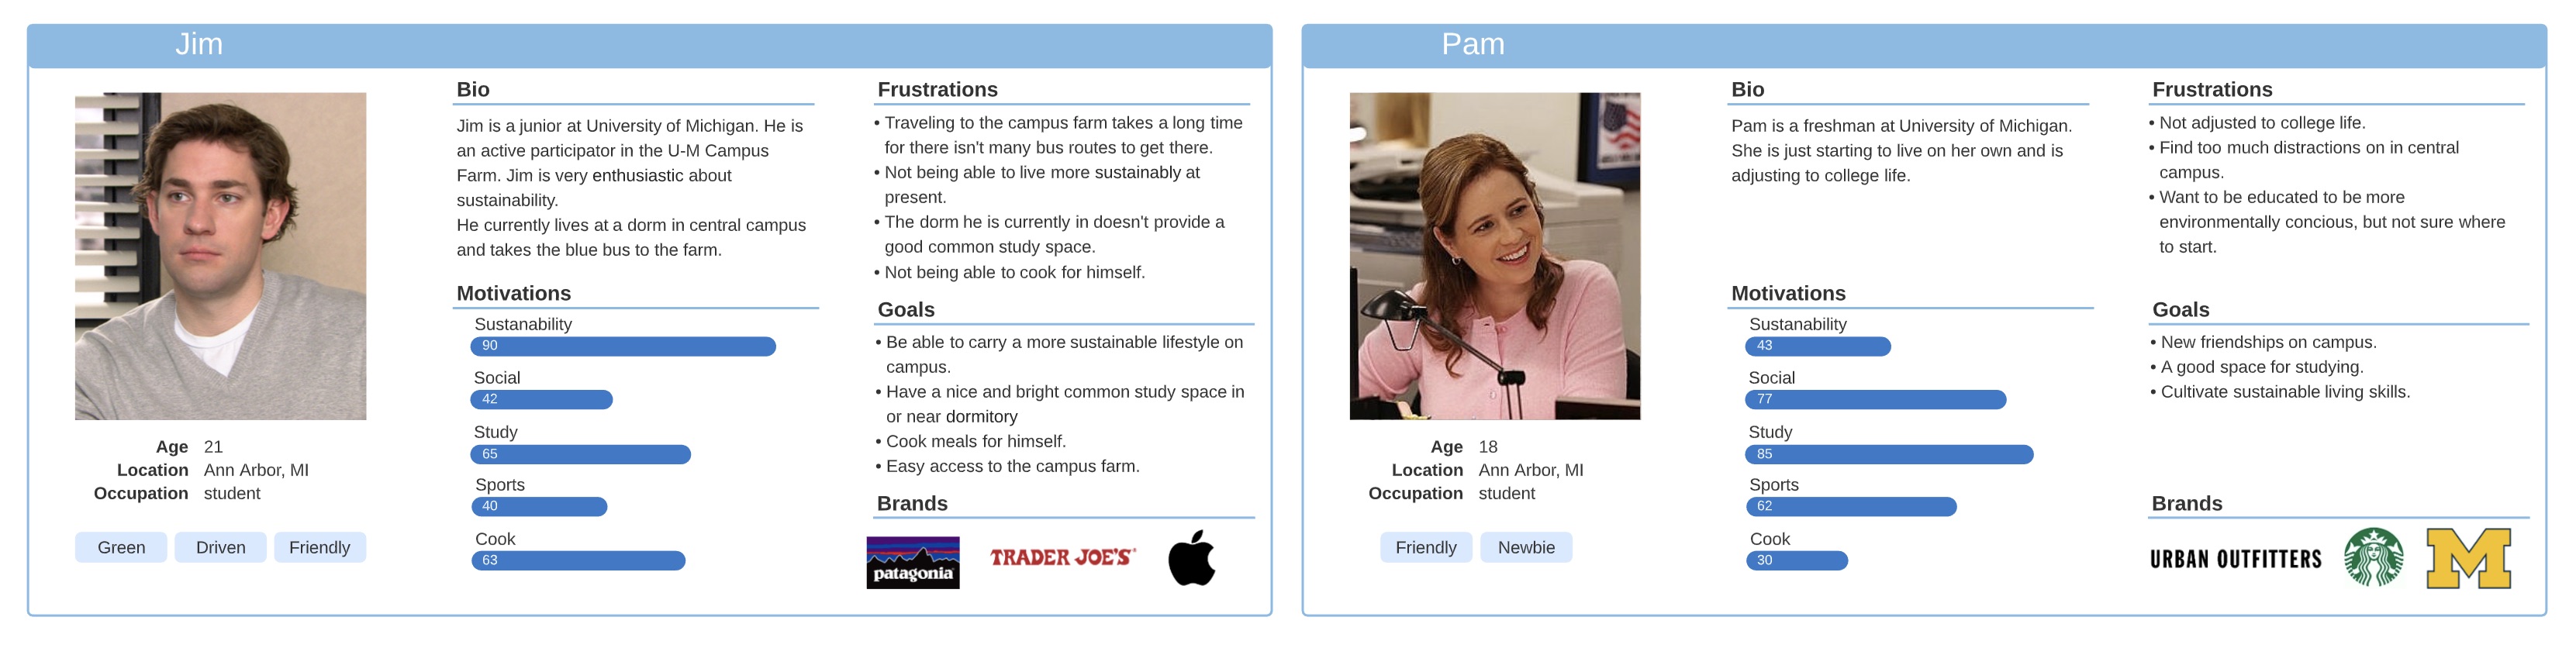 Jim
Age 21
Location Ann Arbor, MI
Occupation student
Green Driven Friendly
Bio
Jim is a junior at University of Michigan. He is
an active participator in the U-M Campus
Farm. Jim is very enthusiastic about
sustainability.
He currently lives at a dorm in central campus
and takes the blue bus to the farm.
Motivations
Sustanability
90
Social
42
Study
65
Sports
40
Cook
63
Frustrations
• Traveling to the campus farm takes a long time
for there isn't many bus routes to get there.
• Not being able to live more sustainably at
present.
• The dorm he is currently in doesn't provide a
good common study space.
• Not being able to cook for himself.
Goals
• Be able to carry a more sustainable lifestyle on
campus.
• Have a nice and bright common study space in
or near dormitory
• Cook meals for himself.
• Easy access to the campus farm.
Brands
patagonia TRADER JOE'S
Pam
Age 18
Location Ann Arbor, MI
Occupation student
Friendly Newbie
Bio
Pam is a freshman at University of Michigan.
She is just starting to live on her own and is
adjusting to college life.
Motivations
Sustanability
43
Social
77
Study
85
Sports
62
Cook
30
Frustrations
• Not adjusted to college life.
• Find too much distractions on in central
campus.
• Want to be educated to be more
environmentally concious, but not sure where
to start.
Goals
• New friendships on campus.
• A good space for studying.
• Cultivate sustainable living skills.
Brands
URBAN OUTFITTERS M